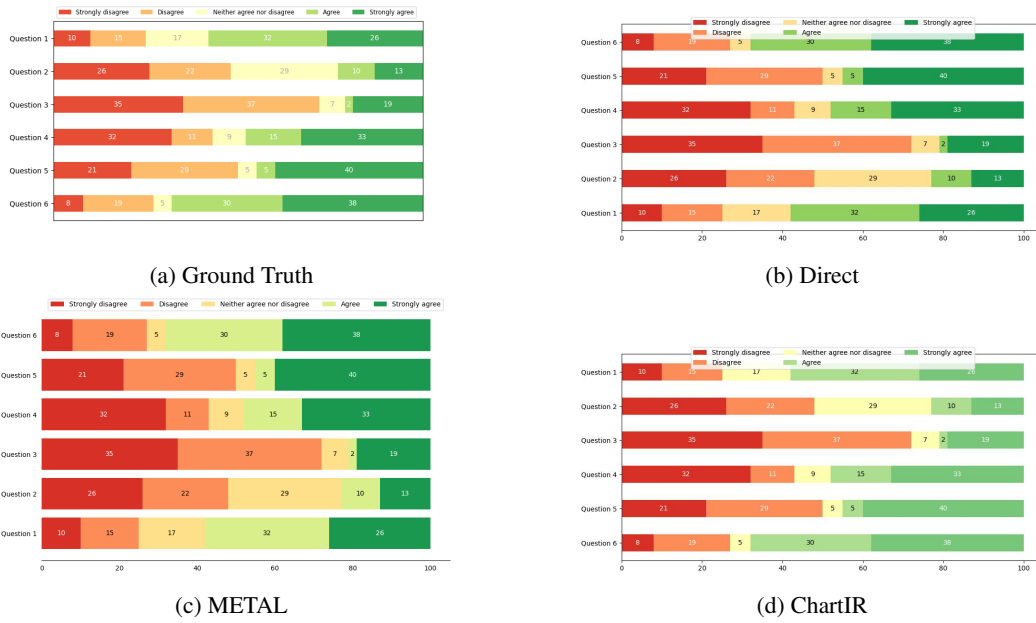 Strongly disagree Disagree Neither agree nor disagree Agree Strongly agree
Question 1 10 15 17 32 26
Question 2 26 22 29 10 13
Question 3 35 37 7 2 19
Question 4 32 11 9 15 33
Question 5 21 29 5 5 40
Question 6 8 19 5 30 38
(a) Ground Truth
Strongly disagree Neither agree nor disagree Strongly agree
Disagree Agree
Question 6 8 19 5 30 38
Question 5 21 29 5 5 40
Question 4 32 11 9 15 33
Question 3 35 37 7 2 19
Question 2 26 22 29 10 13
Question 1 10 15 17 32 26
0 20 40 60 80 100
(b) Direct
Strongly disagree Disagree Neither agree nor disagree Agree Strongly agree
Question 6 8 19 5 30 38
Question 5 21 29 5 5 40
Question 4 32 11 9 15 33
Question 3 35 37 7 2 19
Question 2 26 22 29 10 13
Question 1 10 15 17 32 26
0 20 40 60 80 100
(c) METAL
Strongly disagree Neither agree nor disagree Strongly agree
Disagree Agree
Question 1 10 15 17 32 26
Question 2 26 22 29 10 13
Question 3 35 37 7 2 19
Question 4 32 11 9 15 33
Question 5 21 29 5 5 40
Question 6 8 19 5 30 38
0 20 40 60 80 100
(d) ChartIR